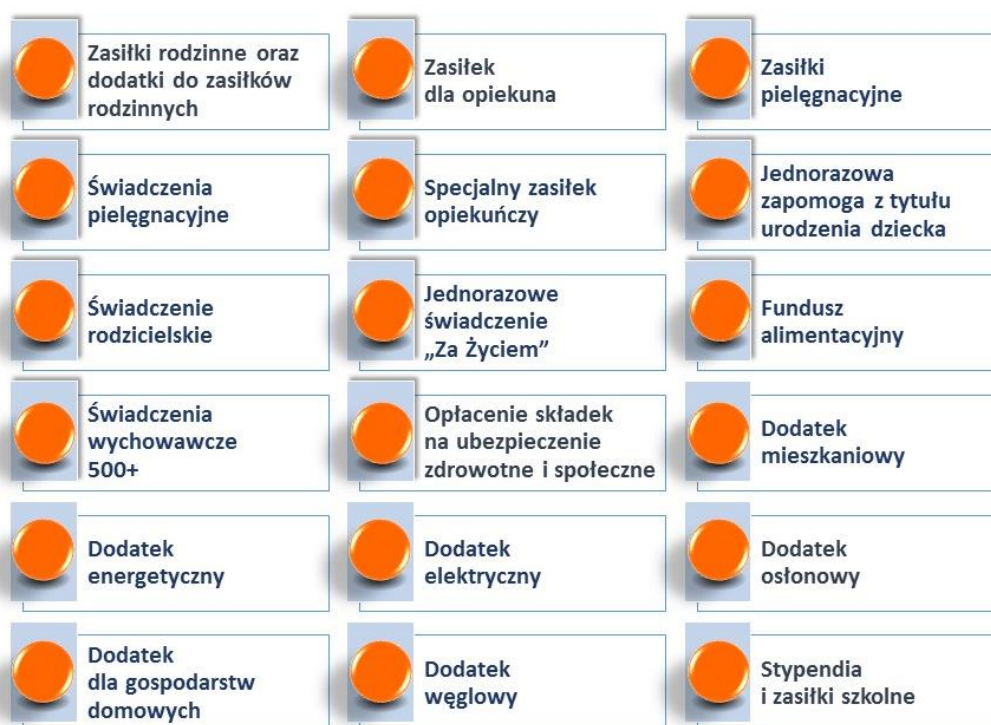 Zasiłki rodzinne oraz
dodatki do zasiłków
rodzinnych
Zasiłek
dla opiekuna
Zasiłki
pielęgnacyjne
Świadczenia
pielęgnacyjne
Specjalny zasiłek
opiekuńczy
Jednorazowa
zapomoga z tytułu
urodzenia dziecka
Świadczenie
rodzicielskie
Jednorazowe
świadczenie
„Za Życiem”
Fundusz
alimentacyjny
Świadczenia
wychowawcze
500+
Opłacenie składek
na ubezpieczenie
zdrowotne i społeczne
Dodatek
mieszkaniowy
Dodatek
energetyczny
Dodatek
elektryczny
Dodatek
osłonowy
Dodatek
dla gospodarstw
domowych
Dodatek
węglowy
Stypendia
i zasiłki szkolne